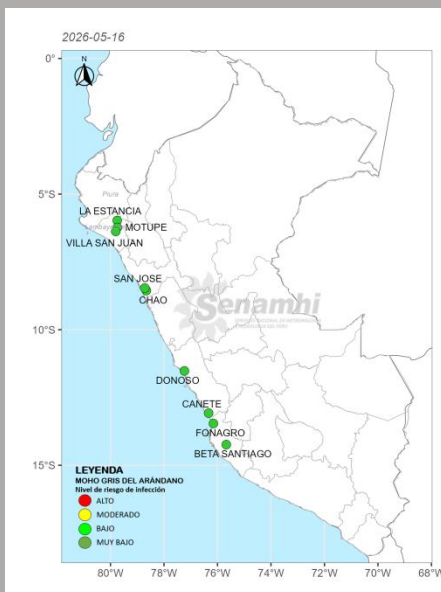 2026-05-16
N
0°
5°S
10°S
15°S
Piura
LA ESTANCIA
MOTUPE
VILLA SAN JUAN
SAN JOSE
CHAO
Senamhi
DONOSO
CANETE
FONAGRO
BETA SANTIAGO
LEYENDA
MOHO GRIS DEL ARÁNDANO
Nivel de riesgo de infección
ALTO
MODERADO
BAJO
MUY BAJO
80°W 78°W 76°W 74°W 72°W 70°W 68°W